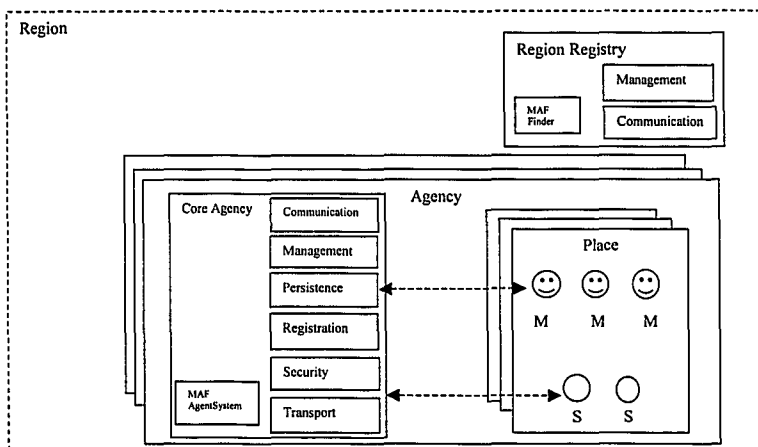 Region
Region Registry
Management
MAF
Finder
Communication
Agency
Core Agency
Communication
Management
Persistence
Registration
Security
MAF
AgentSystem
Transport
Place
M M M
S S